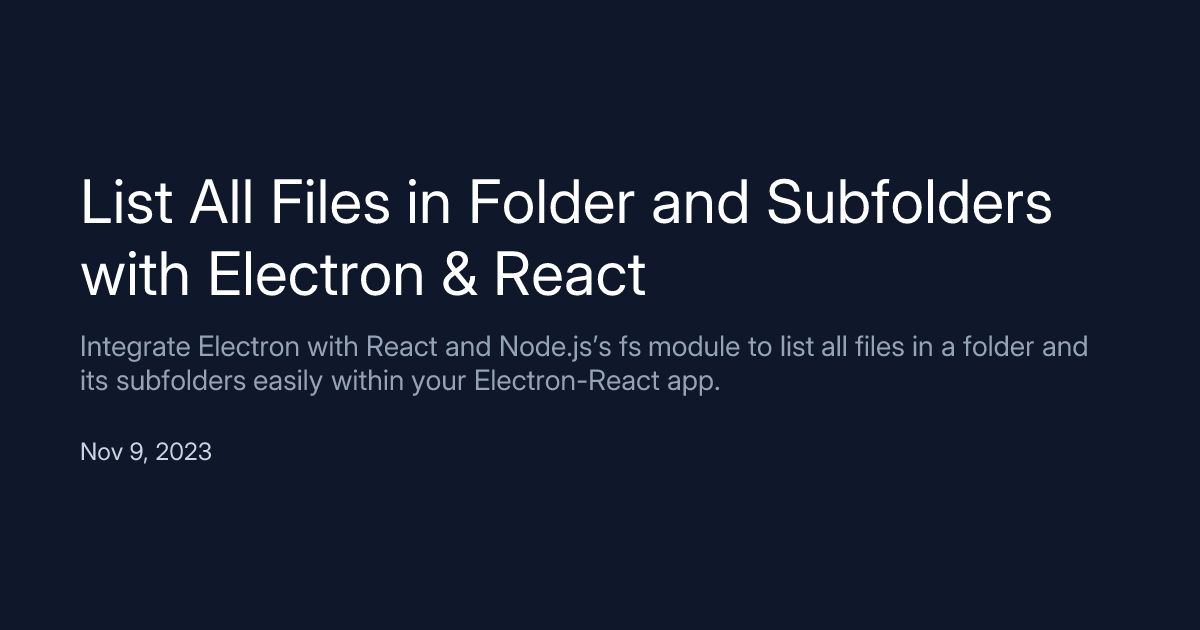 List All Files in Folder and Subfolders
with Electron & React
Integrate Electron with React and Node.js’s fs module to list all files in a folder and
its subfolders easily within your Electron-React app.
Nov 9, 2023